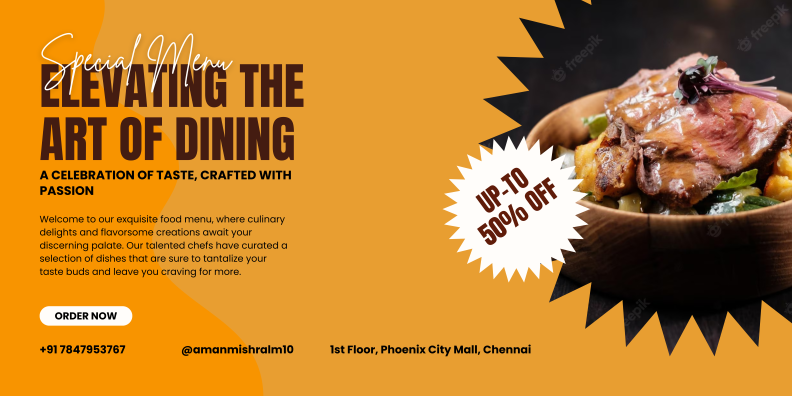 Special Menu
ELEVATING THE
ART OF DINING
A CELEBRATION OF TASTE, CRAFTED WITH
PASSION
Welcome to our exquisite food menu, where culinary
delights and flavorsome creations await your
discerning palate. Our talented chefs have curated a
selection of dishes that are sure to tantalize your
taste buds and leave you craving for more.
ORDER NOW
+91 7847953767
@amanmishralm10
1st Floor, Phoenix City Mall, Chennai
UP-TO
50% OFF
freepik
freepik
freepik